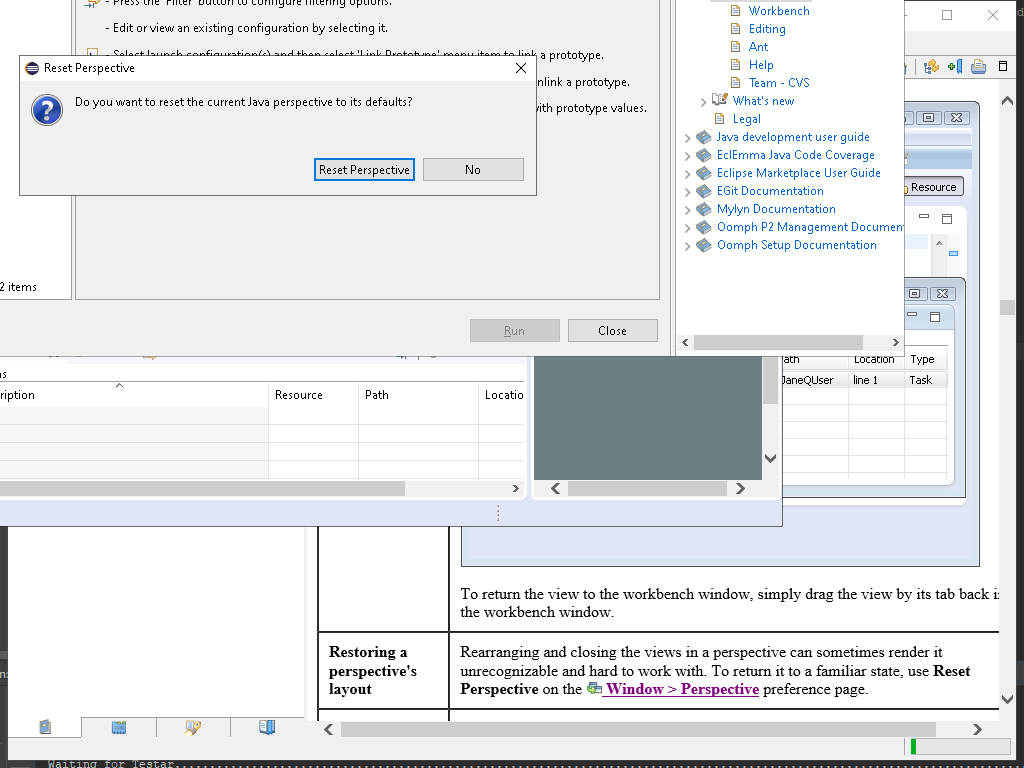 - Press the 'Filter' button to configure filtering options.
- Edit or view an existing configuration by selecting it.
- Select launch configuration(s) and then select 'Link Prototype' menu item to link a prototype.
nlink a prototype.
with prototype values.
Reset Perspective
Do you want to reset the current Java perspective to its defaults?
Reset Perspective
No
2 items
Run
Close
Workbench
Editing
Ant
Help
Team - CVS
What's new
Legal
Java development user guide
EclEmma Java Code Coverage
Eclipse Marketplace User Guide
EGit Documentation
Mylyn Documentation
Oomph P2 Management Documen
Oomph Setup Documentation
Resource
ath
Location
Type
JaneQUser
line 1
Task
ns
ription
Resource
Path
Locatio
To return the view to the workbench window, simply drag the view by its tab back i
the workbench window.
Restoring a
perspective's
layout
Rearranging and closing the views in a perspective can sometimes render it
unrecognizable and hard to work with. To return it to a familiar state, use Reset
Perspective on the Window > Perspective preference page.
Waiting for Testar